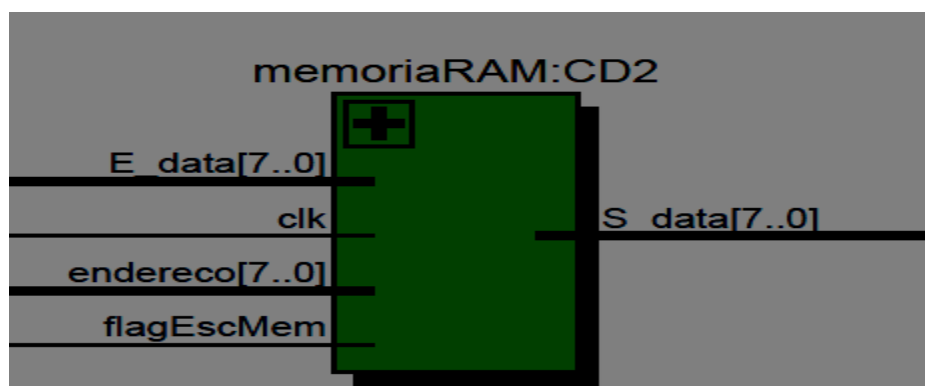 memoriaRAM:CD2
E_data[7..0]
clk
S_data[7..0]
endereco[7..0]
flagEscMem